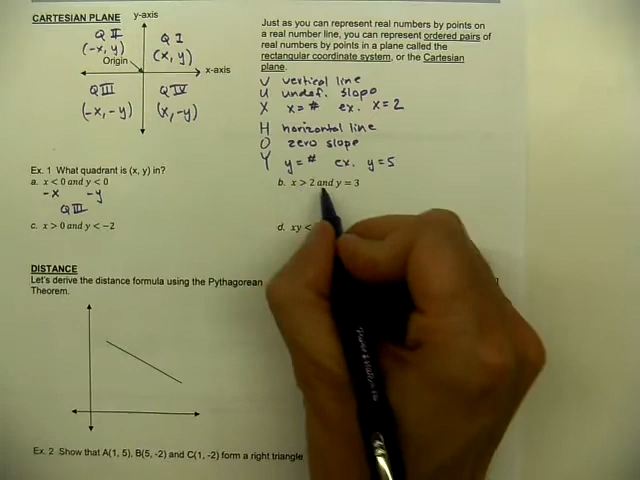 CARTESIAN PLANE
y-axis
Q II
(-x, y)
Q I
(x, y)
Origin
x-axis
QIII
(-x, -y)
QIV
(x, -y)
Just as you can represent real numbers by points on
a real number line, you can represent ordered pairs of
real numbers by points in a plane called the
rectangular coordinate system, or the Cartesian
plane.
V vertical line
U undef. slope
X x = # ex. x = 2
H horizontal line
O zero slope
Y y = # ex. y = 5
Ex. 1 What quadrant is (x, y) in?
a. x < 0 and y < 0
-x -y
QIII
b. x > 2 and y = 3
c. x > 0 and y < -2
d. xy <
DISTANCE
Let's derive the distance formula using the Pythagorean
Theorem.
Ex. 2 Show that A(1, 5), B(5, -2) and C(1, -2) form a right triangle